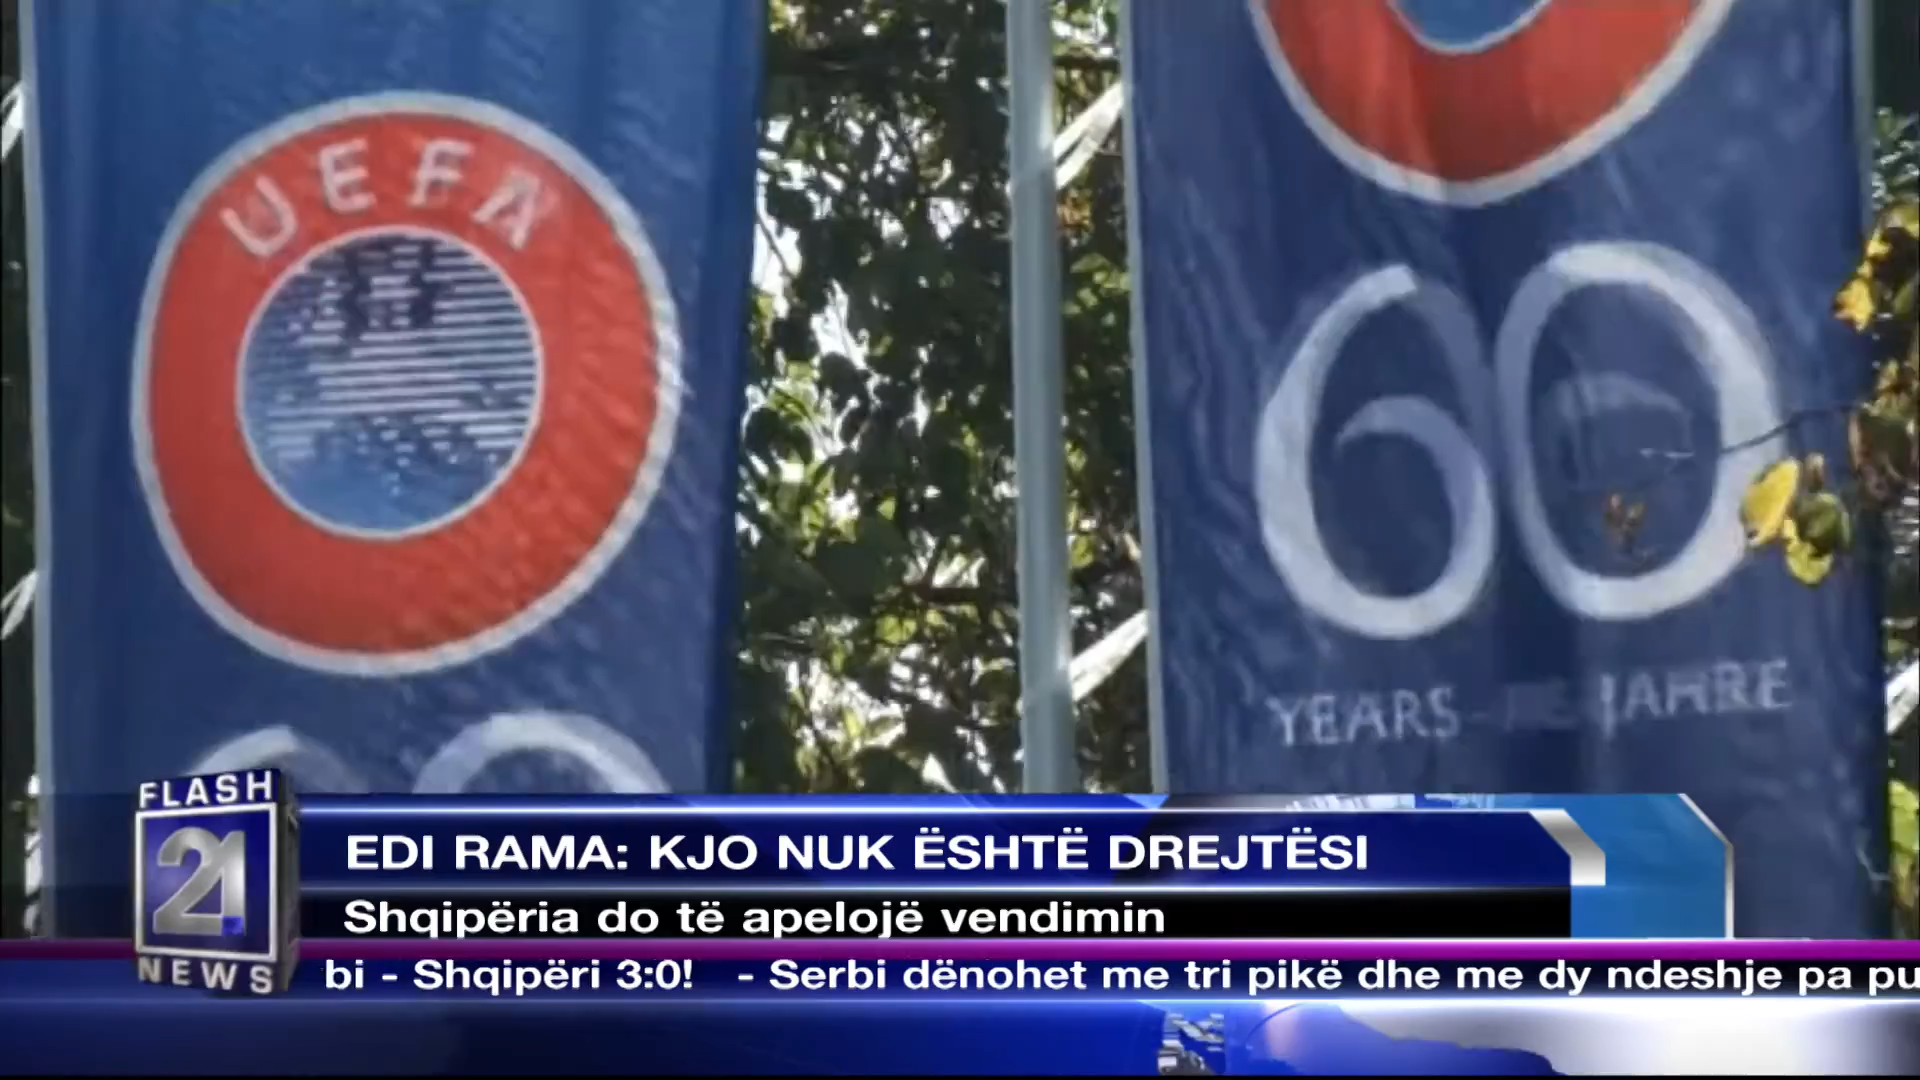 UEFA
60
YEARS
JAHRE
FLASH
21
NEWS
EDI RAMA: KJO NUK ËSHTË DREJTËSI
Shqipëria do të apelojë vendimin
bi - Shqipëri 3:0! - Serbi dënohet me tri pikë dhe me dy ndeshje pa pu